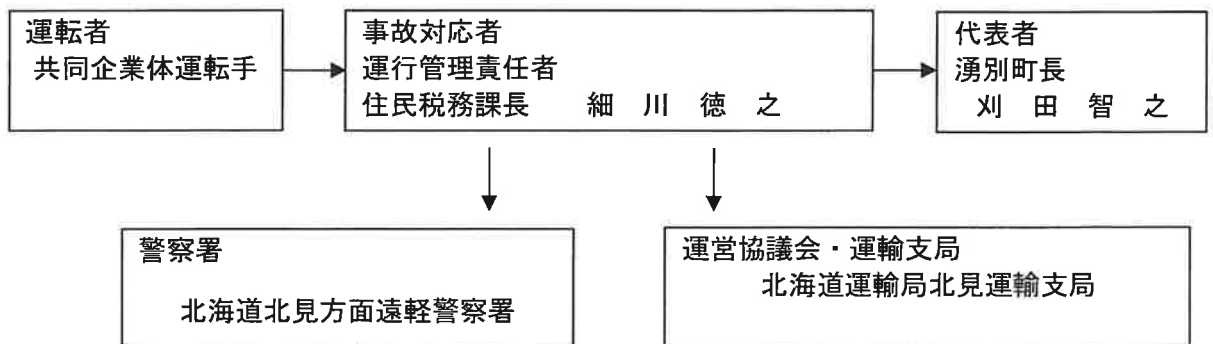 運転者
共同企業体運転手
事故対応者
運行管理責任者
住民税務課長　　細　川　徳　之
代表者
湧別町長
刈　田　智　之
警察署
北海道北見方面遠軽警察署
運営協議会・運輸支局
北海道運輸局北見運輸支局